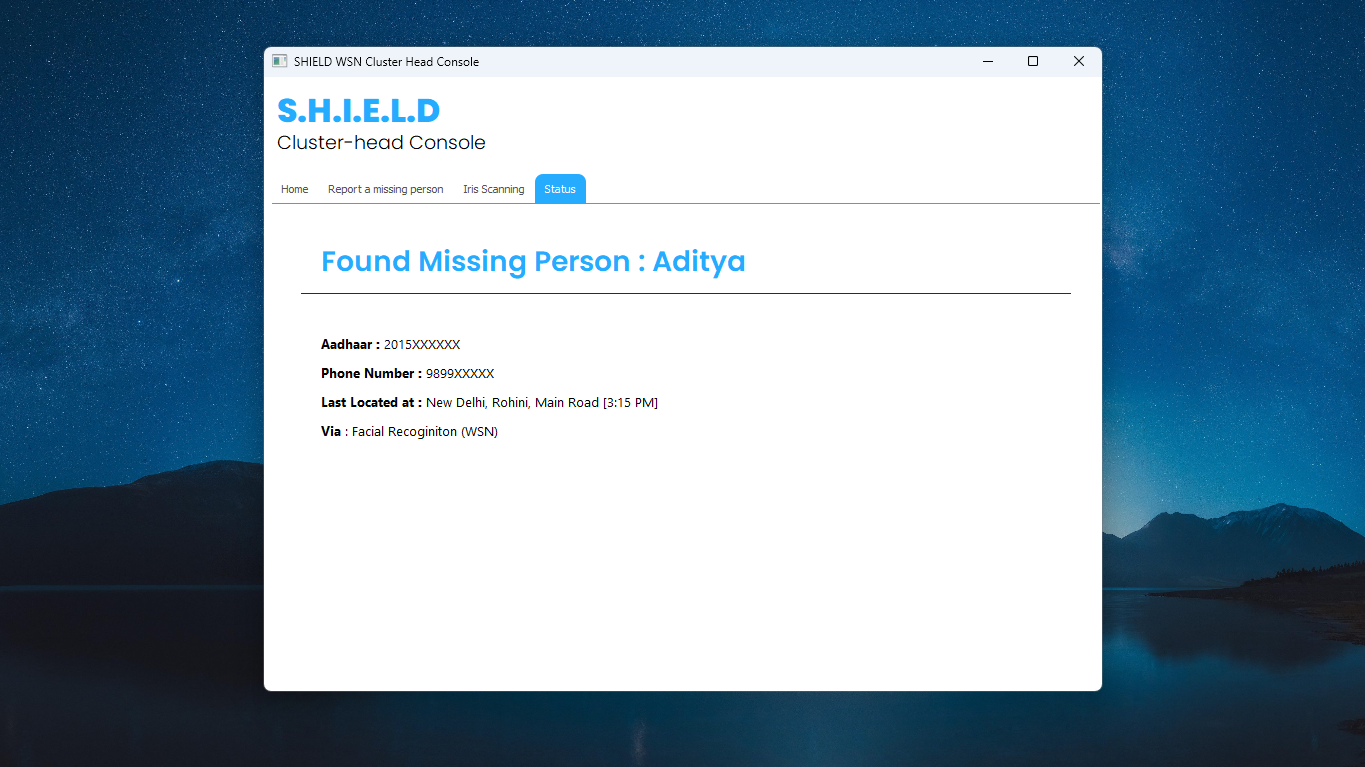 SHIELD WSN Cluster Head Console
S.H.I.E.L.D
Cluster-head Console
Home Report a missing person Iris Scanning Status
Found Missing Person : Aditya
Aadhaar : 2015XXXXXX
Phone Number : 9899XXXXX
Last Located at : New Delhi, Rohini, Main Road [3:15 PM]
Via : Facial Recoginiton (WSN)